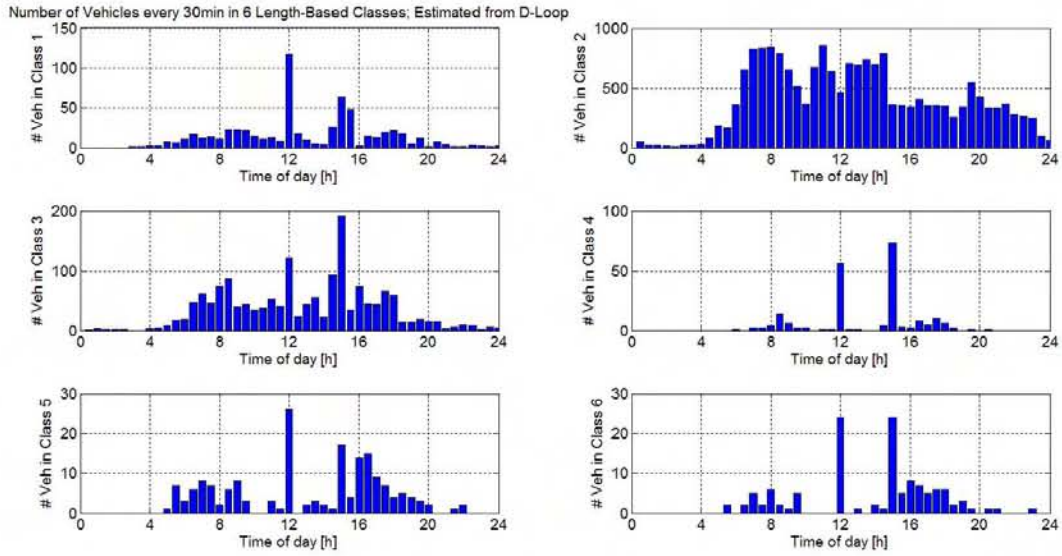 Number of Vehicles every 30min in 6 Length-Based Classes; Estimated from D-Loop
# Veh in Class 1
150
100
50
0
0 4 8 12 16 20 24
Time of day [h]
# Veh in Class 2
1000
500
0
0 4 8 12 16 20 24
Time of day [h]
# Veh in Class 3
200
100
0
0 4 8 12 16 20 24
Time of day [h]
# Veh in Class 4
100
50
0
0 4 8 12 16 20 24
Time of day [h]
# Veh in Class 5
30
20
10
0
0 4 8 12 16 20 24
Time of day [h]
# Veh in Class 6
30
20
10
0
0 4 8 12 16 20 24
Time of day [h]